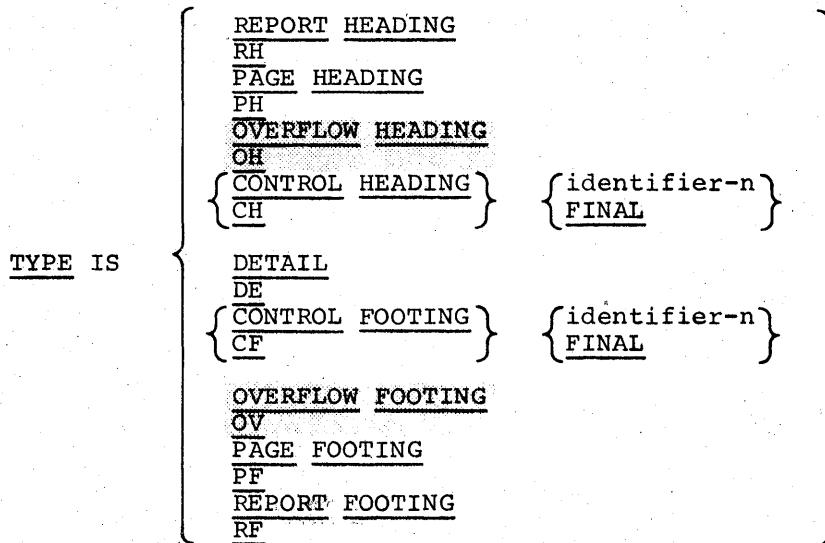 REPORT HEADING
RH
PAGE HEADING
PH
OVERFLOW HEADING
OH
{CONTROL HEADING} {identifier-n}
CH FINAL
TYPE IS
DETAIL
DE
{CONTROL FOOTING} {identifier-n}
CF FINAL
OVERFLOW FOOTING
OV
PAGE FOOTING
PF
REPORT FOOTING
RF